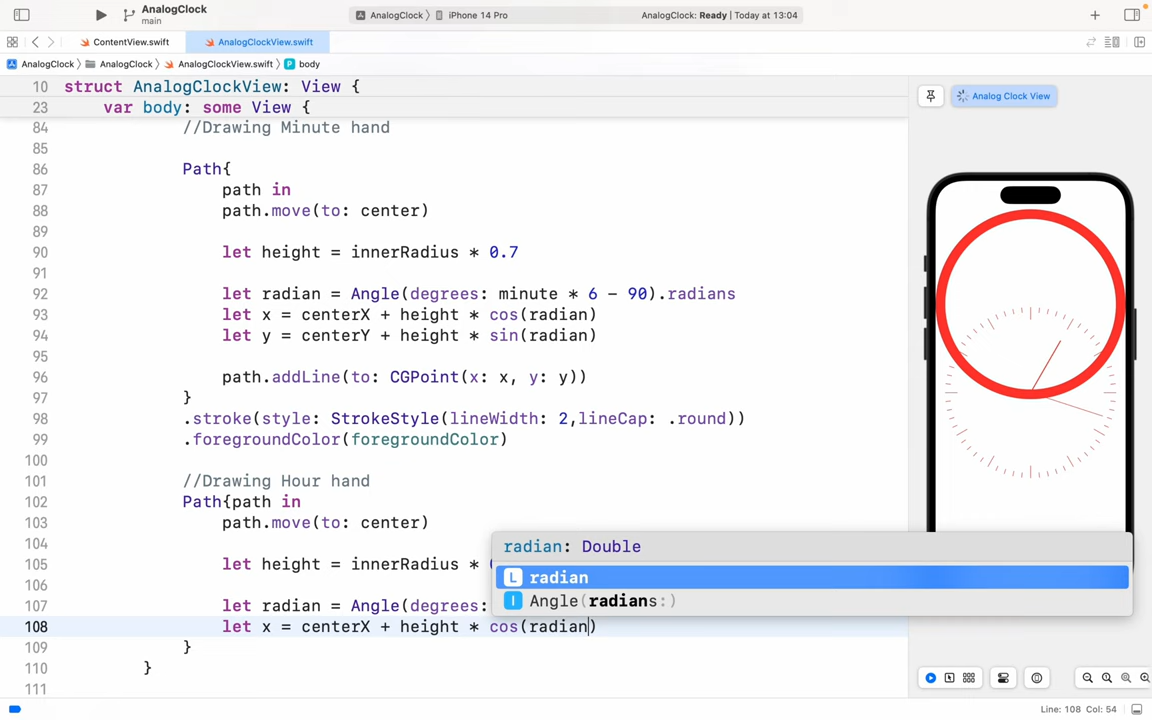 AnalogClock
main
AnalogClock
iPhone 14 Pro
AnalogClock: Ready | Today at 13:04
ContentView.swift
AnalogClockView.swift
AnalogClock
AnalogClock
AnalogClockView.swift
P body
10 struct AnalogClockView: View {
23 var body: some View {
84 //Drawing Minute hand
85
86 Path{
87 path in
88 path.move(to: center)
89
90 let height = innerRadius * 0.7
91
92 let radian = Angle(degrees: minute * 6 - 90).radians
93 let x = centerX + height * cos(radian)
94 let y = centerY + height * sin(radian)
95
96 path.addLine(to: CGPoint(x: x, y: y))
97 }
98 .stroke(style: StrokeStyle(lineWidth: 2,lineCap: .round))
99 .foregroundColor(foregroundColor)
100
101 //Drawing Hour hand
102 Path{path in
103 path.move(to: center)
104
105 let height = innerRadius *
106
107 let radian = Angle(degrees:
108 let x = centerX + height * cos(radian)
109 }
110 }
111
radian: Double
L radian
I Angle(radians:)
Analog Clock View
Line: 108 Col: 54